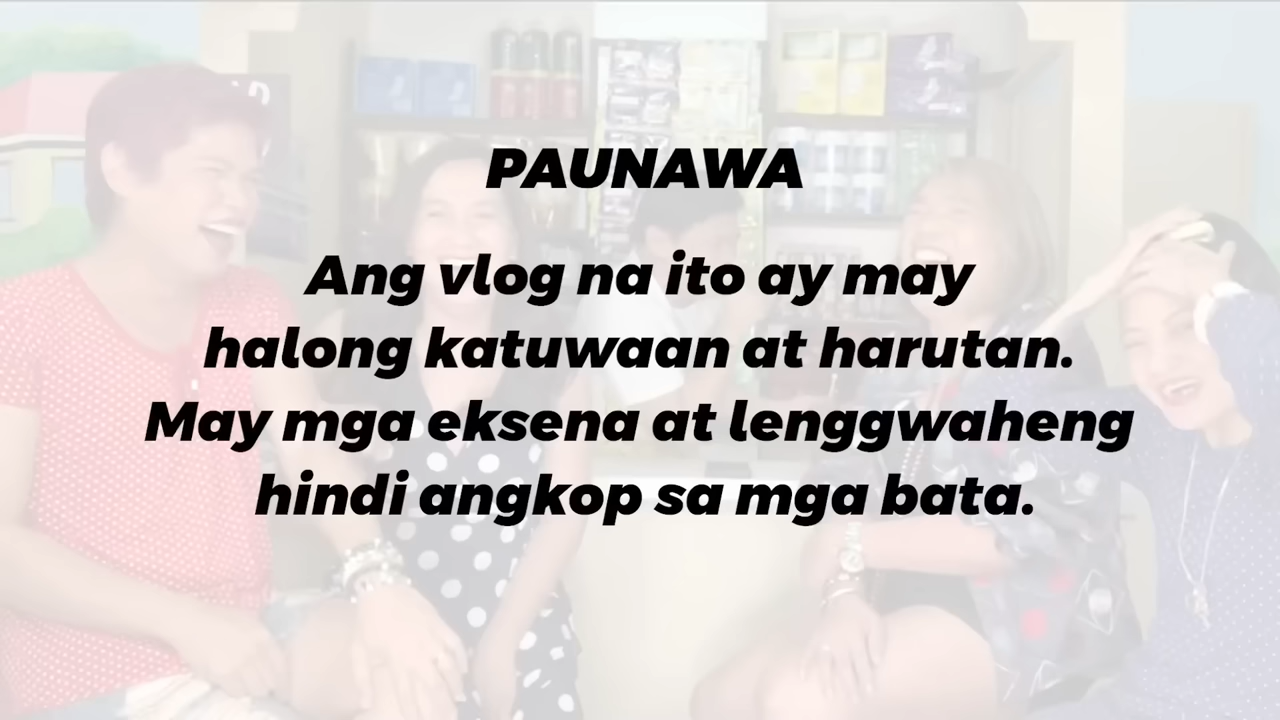 PAUNAWA
Ang vlog na ito ay may
halong katuwaan at harutan.
May mga eksena at lenggwaheng
hindi angkop sa mga bata.